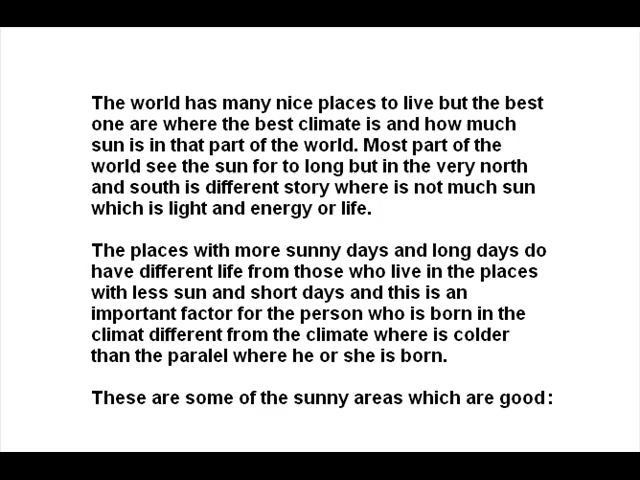 The world has many nice places to live but the best
one are where the best climate is and how much
sun is in that part of the world. Most part of the
world see the sun for to long but in the very north
and south is different story where is not much sun
which is light and energy or life.
The places with more sunny days and long days do
have different life from those who live in the places
with less sun and short days and this is an
important factor for the person who is born in the
climat different from the climate where is colder
than the paralel where he or she is born.
These are some of the sunny areas which are good: